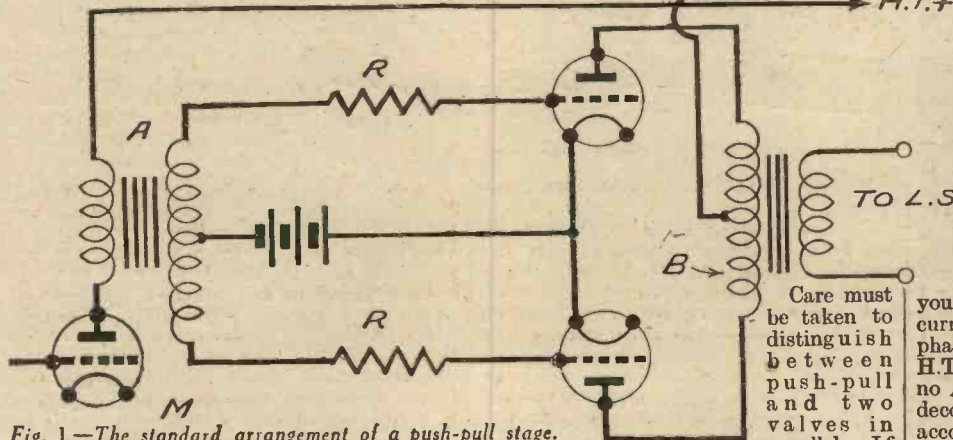 H.T.+
R
A
TO L.S
B
R
M
Fig. 1.—The standard arrangement of a push-pull stage.
Care must
be taken to
distinguish
between
push-pull
and two
valves in
you
curr
pha
H.T
no
deco
acco